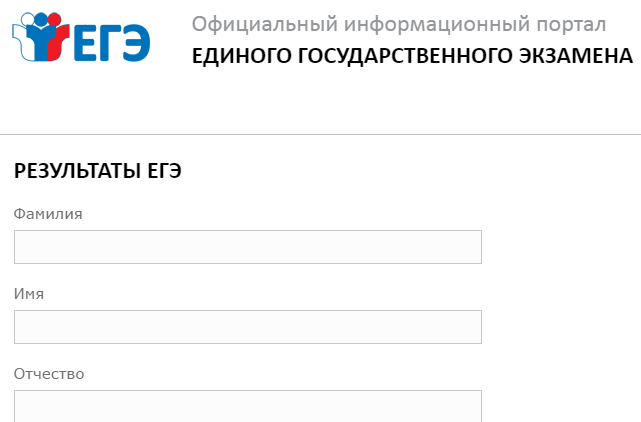 ЕГЭ
Официальный информационный портал
ЕДИНОГО ГОСУДАРСТВЕННОГО ЭКЗАМЕНА
РЕЗУЛЬТАТЫ ЕГЭ
Фамилия
Имя
Отчество